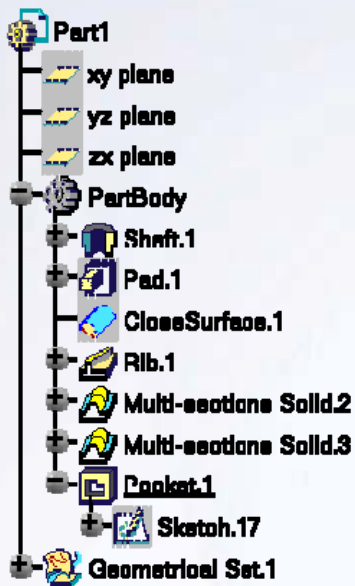 Part1
xy plane
yz plane
zx plane
PartBody
Shaft.1
Pad.1
CloseSurface.1
Rib.1
Multi-sections Solid.2
Multi-sections Solid.3
Pocket.1
Sketch.17
Geometrical Set.1